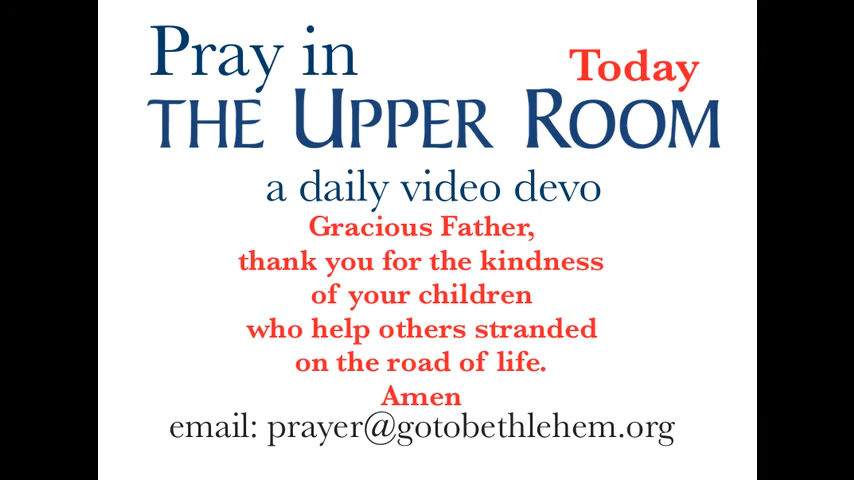 Pray in
Today
THE UPPER ROOM
a daily video devo
Gracious Father,
thank you for the kindness
of your children
who help others stranded
on the road of life.
Amen
email: prayer@gotobethlehem.org